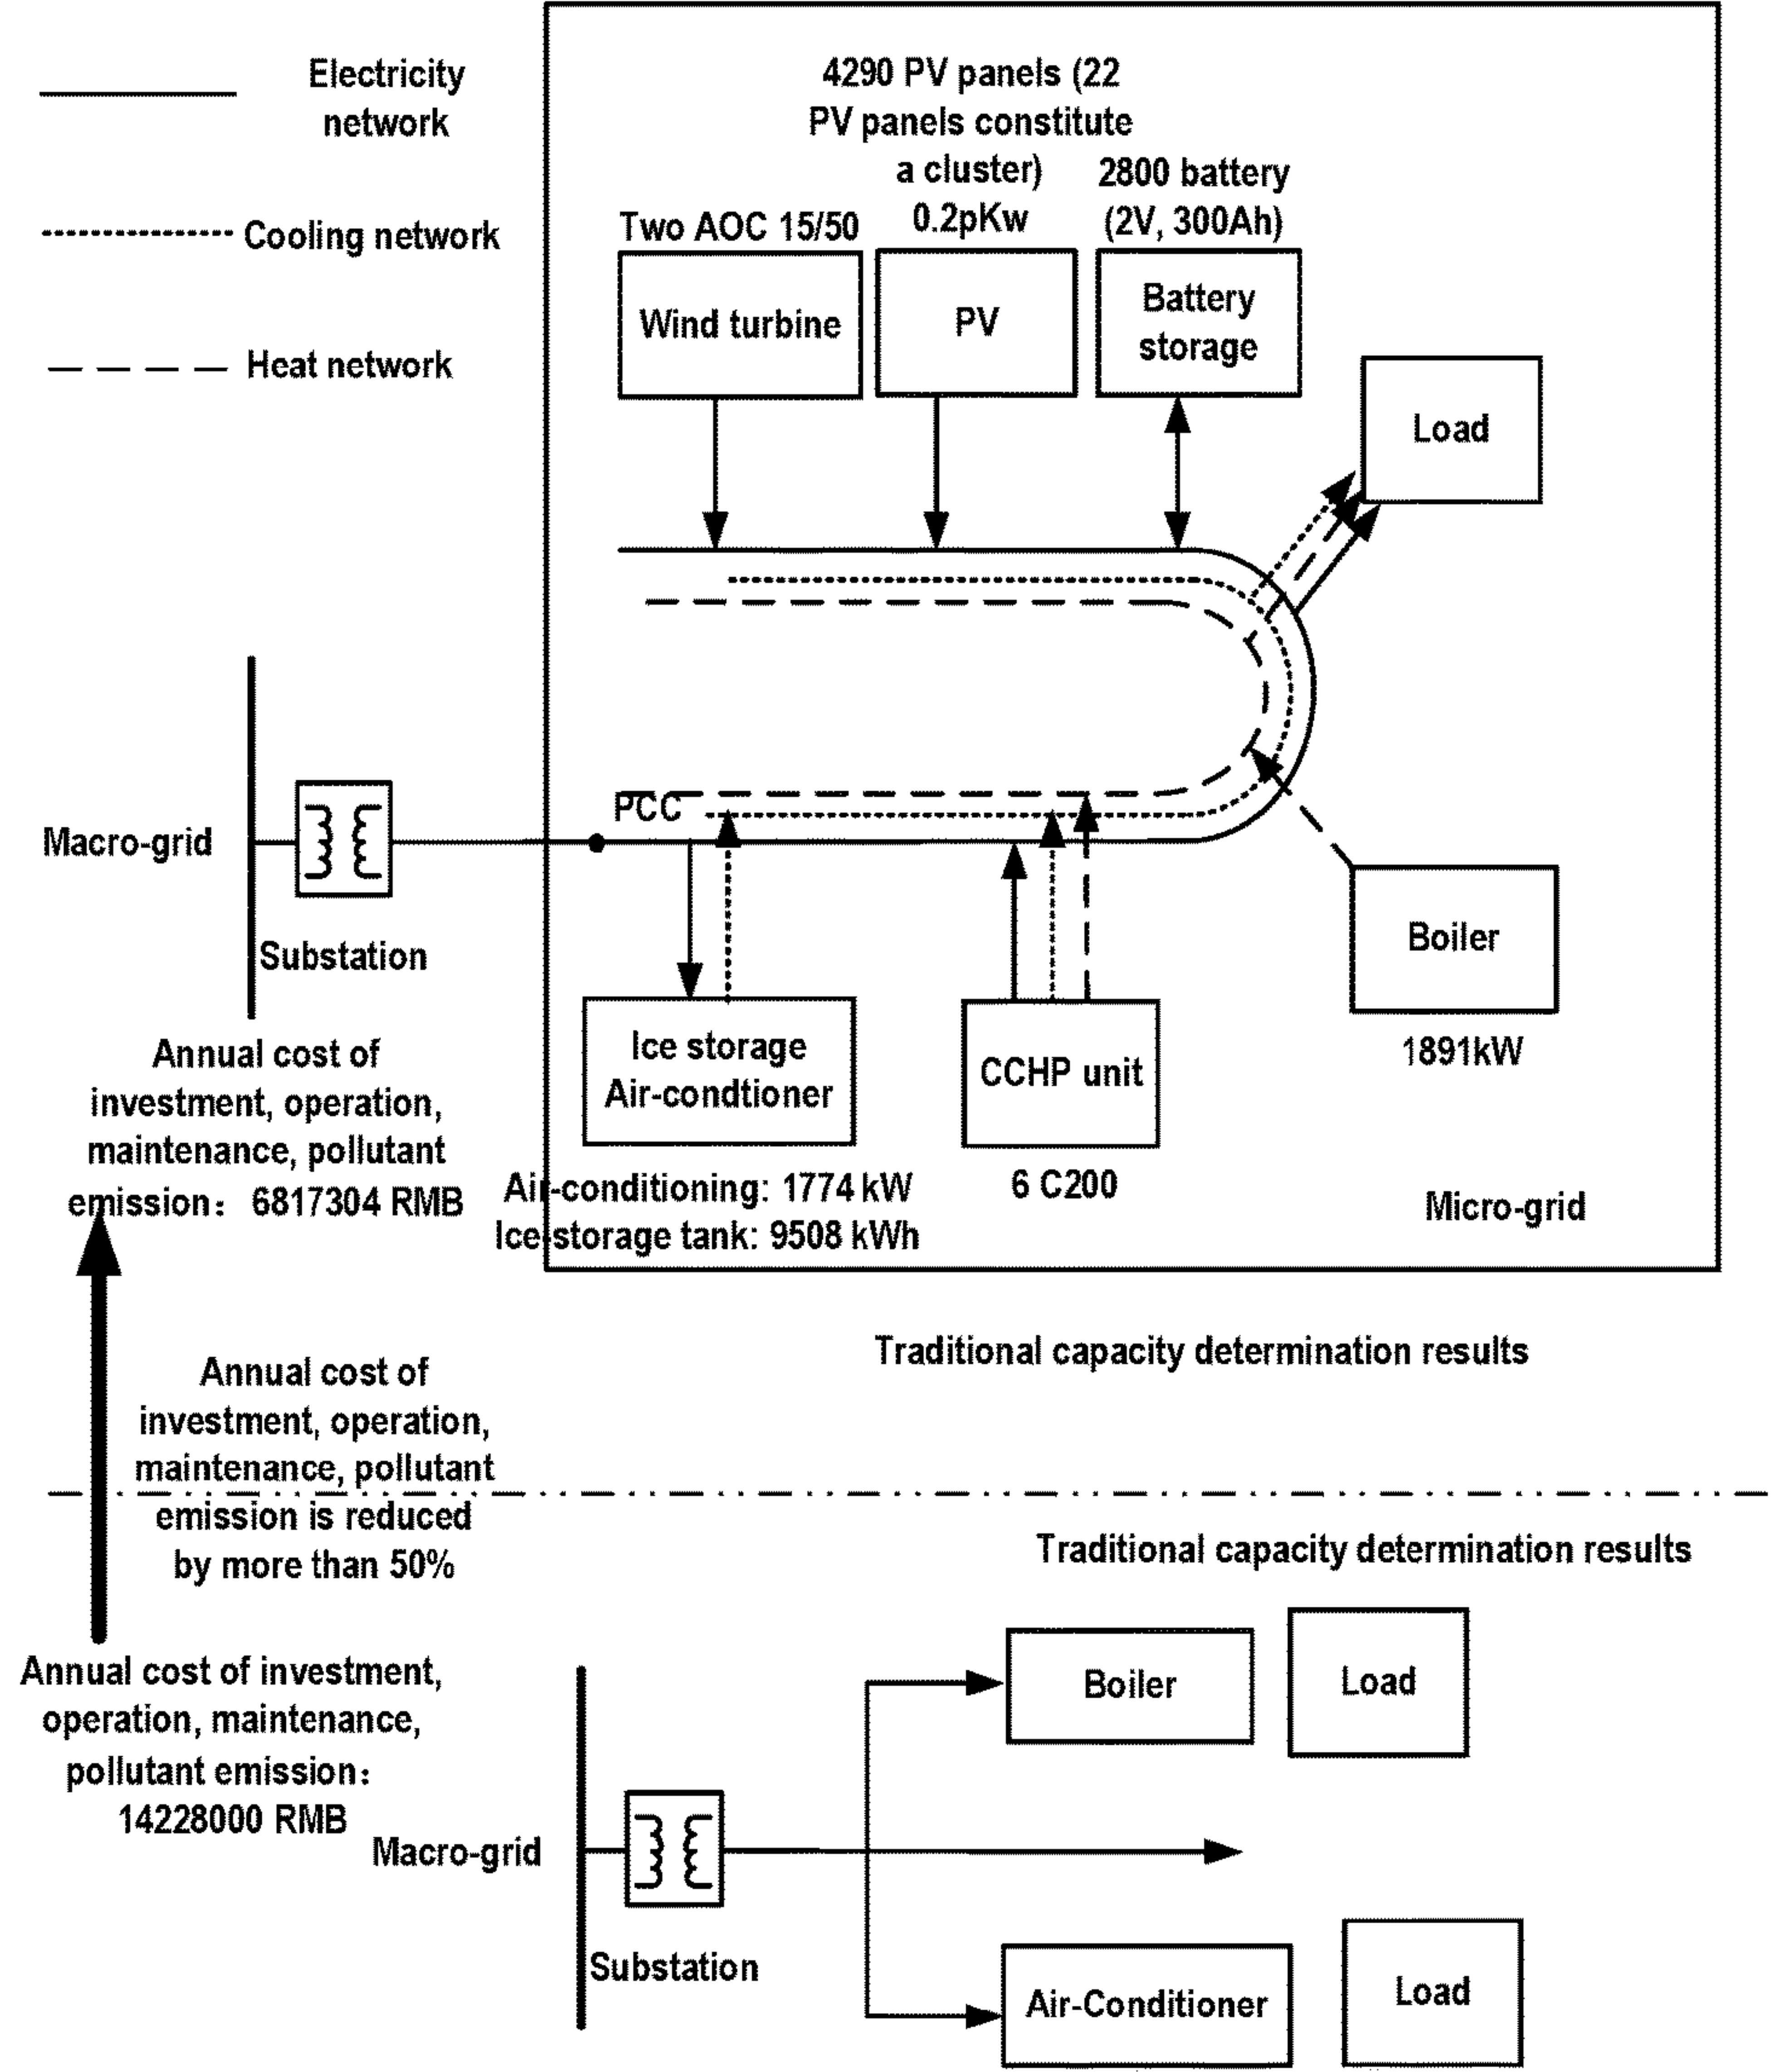 Electricity
network
Cooling network
Heat network
4290 PV panels (22
PV panels constitute
a cluster)
0.2pKw
2800 battery
(2V, 300Ah)
Two AOC 15/50
Wind turbine
PV
Battery
storage
Load
PCC
Macro-grid
Substation
Boiler
1891kW
Ice storage
Air-condtioner
CCHP unit
Air-conditioning: 1774 kW
Ice-storage tank: 9508 kWh
6 C200
Micro-grid
Annual cost of
investment, operation,
maintenance, pollutant
emission: 6817304 RMB
Traditional capacity determination results
Annual cost of
investment, operation,
maintenance, pollutant
emission is reduced
by more than 50%
Traditional capacity determination results
Annual cost of investment,
operation, maintenance,
pollutant emission:
14228000 RMB
Macro-grid
Substation
Boiler
Load
Air-Conditioner
Load